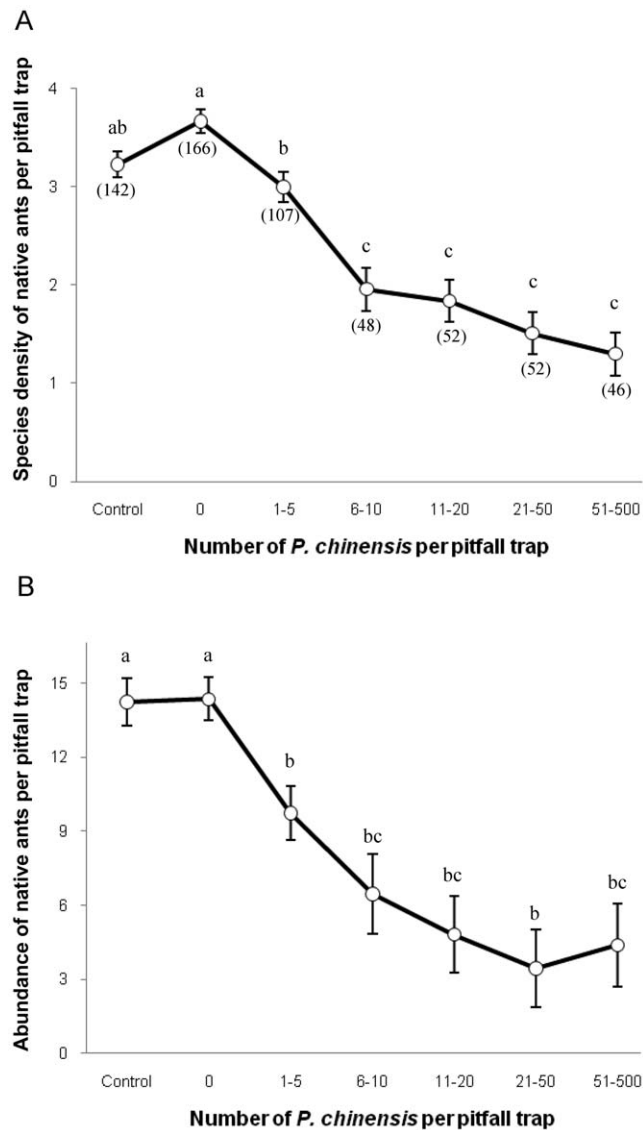 A
Species density of native ants per pitfall trap
4
3
2
1
0
ab
a
b
c
c
c
c
(142)
(166)
(107)
(48)
(52)
(52)
(46)
Control 0 1-5 6-10 11-20 21-50 51-500
Number of P. chinensis per pitfall trap
B
Abundance of native ants per pitfall trap
15
12
9
6
3
0
a
a
b
bc
bc
b
bc
Control 0 1-5 6-10 11-20 21-50 51-500
Number of P. chinensis per pitfall trap